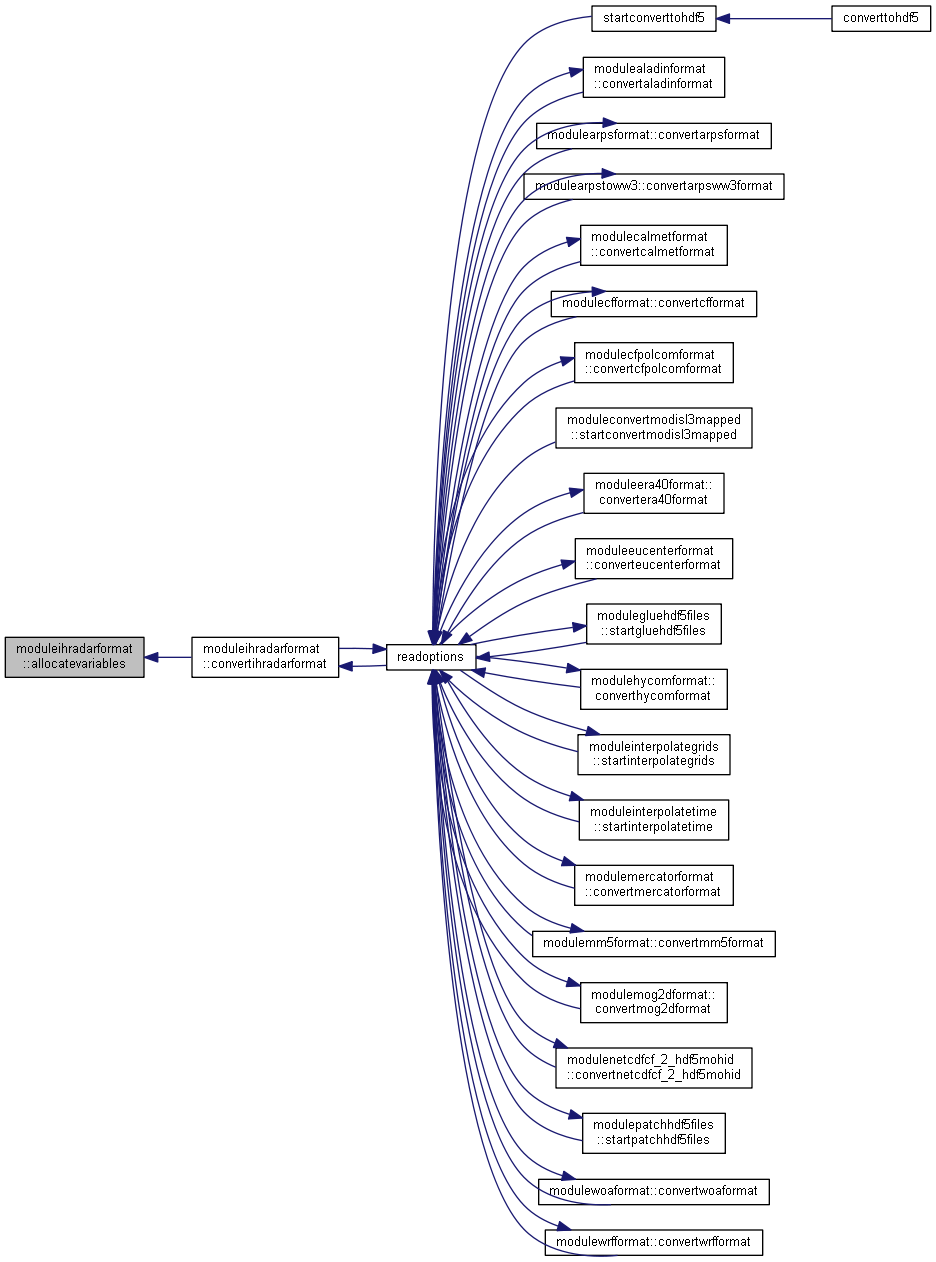 startconverttohdf5
converttohdf5
modulealadinformat
::convertaladinformat
modulearpsformat::convertarpsformat
modulearpstoww3::convertarpsww3format
modulecalmetformat
::convertcalmetformat
modulecfformat::convertcfformat
modulecfpolcomformat
::convertcfpolcomformat
moduleconvertmodisl3mapped
::startconvertmodisl3mapped
moduleera40format::
convertera40format
moduleeucenterformat
::converteucenterformat
modulegluehdf5files
::startgluehdf5files
moduleihradarformat
::allocatevariables
moduleihradarformat
::convertihradarformat
readoptions
modulehycomformat::
converthycomformat
moduleinterpolategrids
::startinterpolategrids
moduleinterpolatetime
::startinterpolatetime
modulemercatorformat
::convertmercatorformat
modulemm5format::convertmm5format
modulemog2dformat::
convertmog2dformat
modulenetcdfcf_2_hdf5mohid
::convertnetcdfcf_2_hdf5mohid
modulepatchhdf5files
::startpatchhdf5files
modulewoaformat::convertwoaformat
modulewrfformat::convertwrfformat